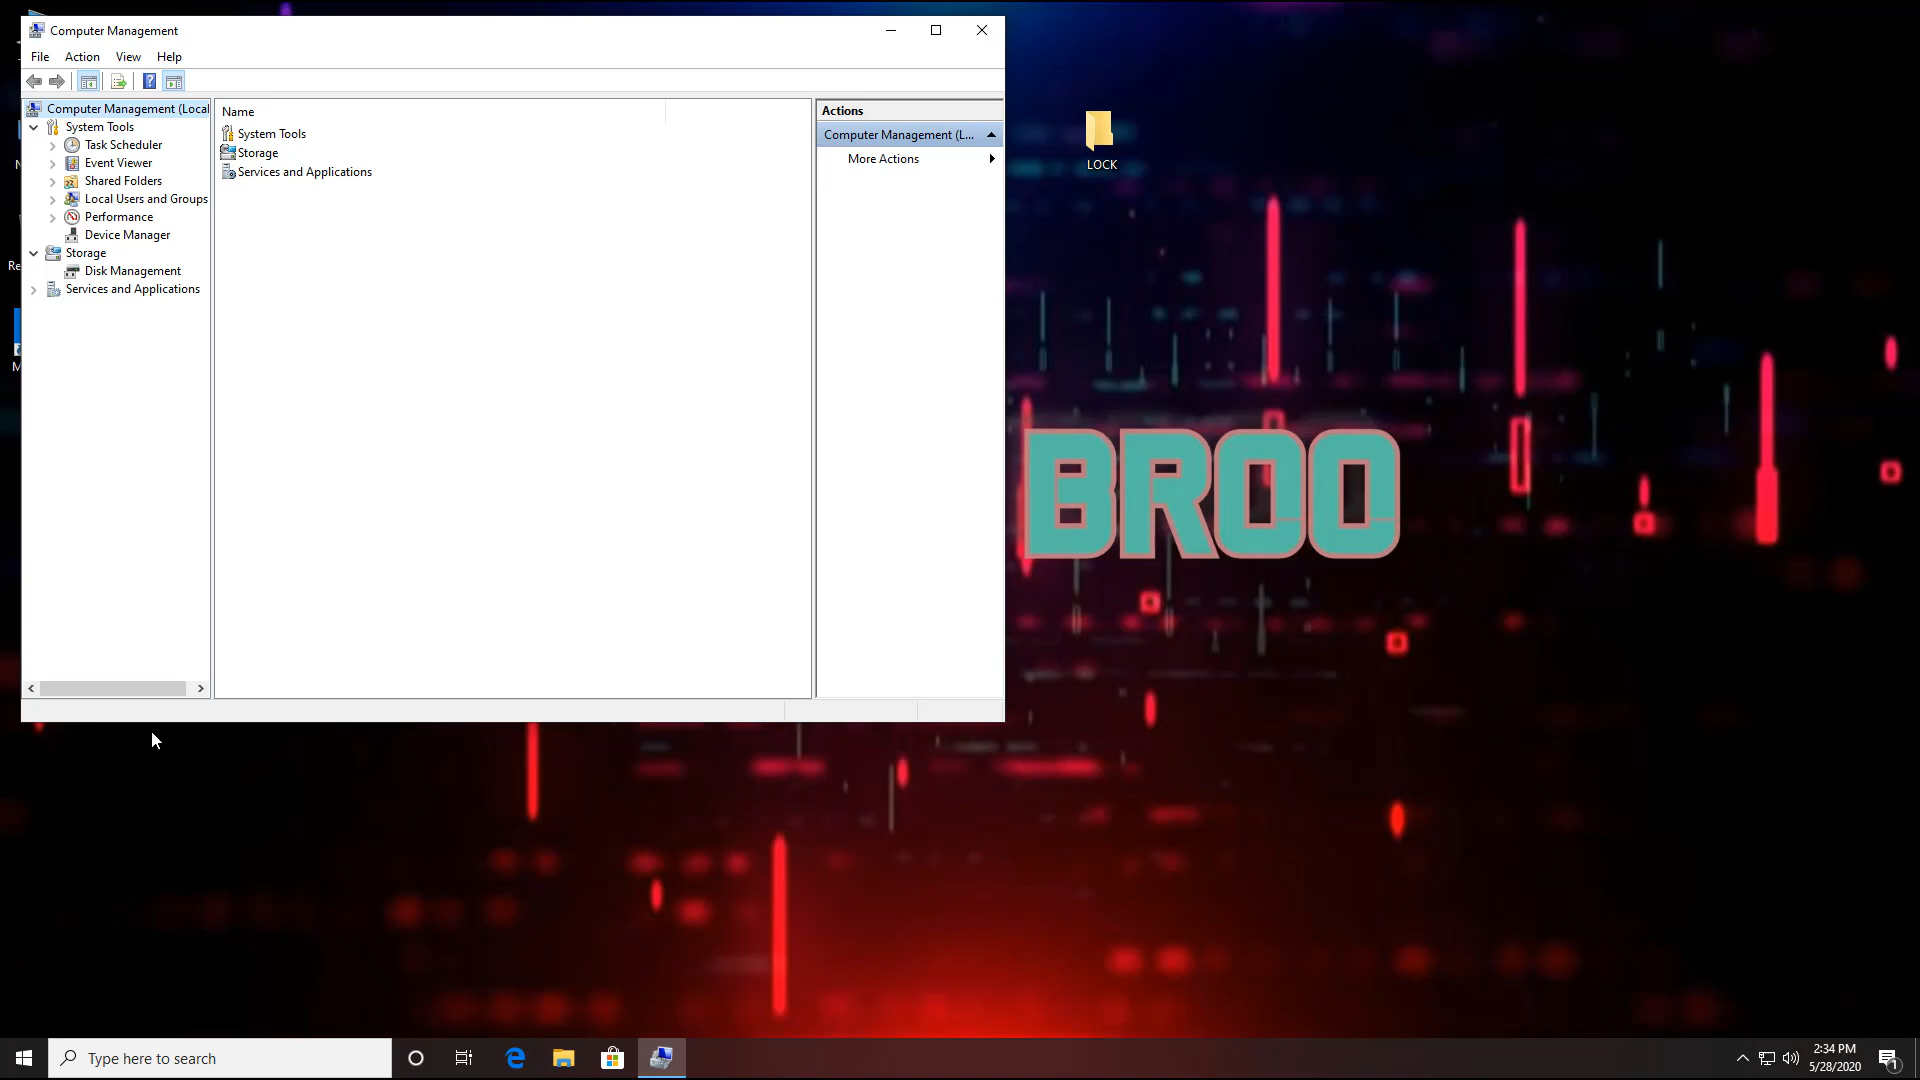 Computer Management
File Action View Help
Computer Management (Local
System Tools
Task Scheduler
Event Viewer
Shared Folders
Local Users and Groups
Performance
Device Manager
Storage
Disk Management
Services and Applications
Name
System Tools
Storage
Services and Applications
Actions
Computer Management (L...
More Actions
LOCK
Re
BROO
Type here to search
2:34 PM
5/28/2020
1